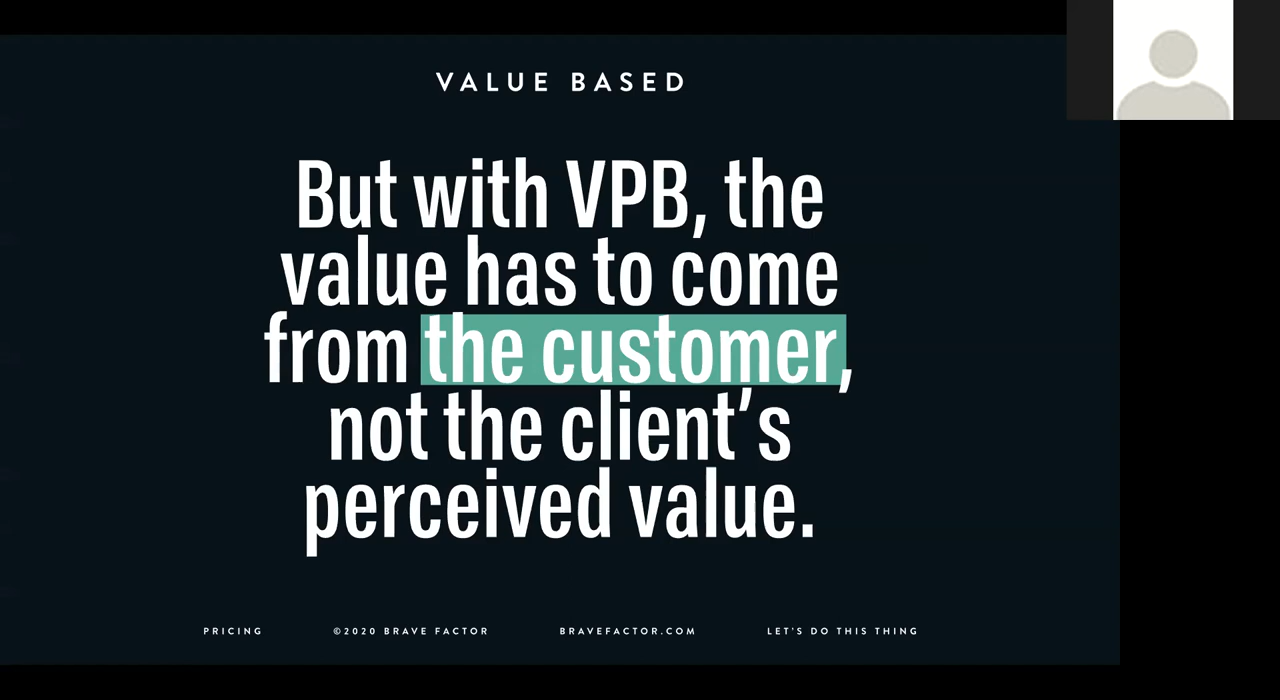 VALUE BASED
But with VPB, the
value has to come
from the customer,
not the client’s
perceived value.
PRICING ©2020 BRAVE FACTOR BRAVEFACTOR.COM LET’S DO THIS THING